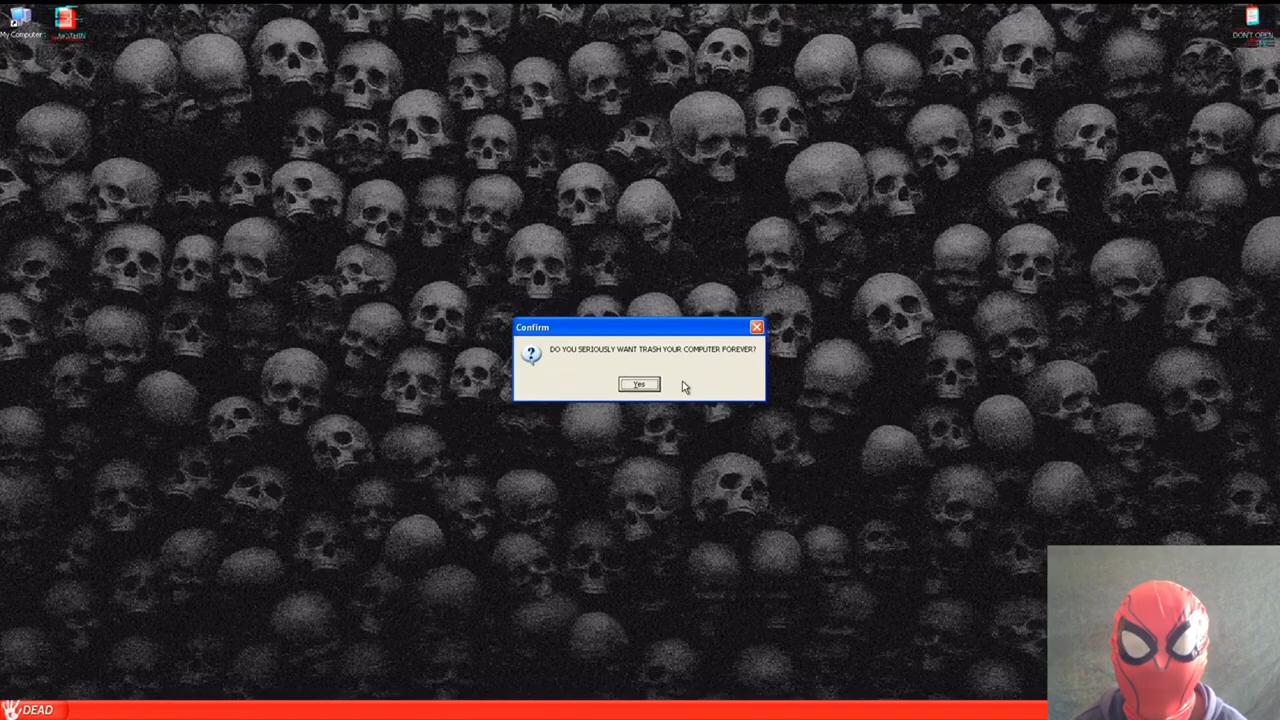 My Computer
DON'T OPEN
Confirm
DO YOU SERIOUSLY WANT TRASH YOUR COMPUTER FOREVER?
Yes
DEAD